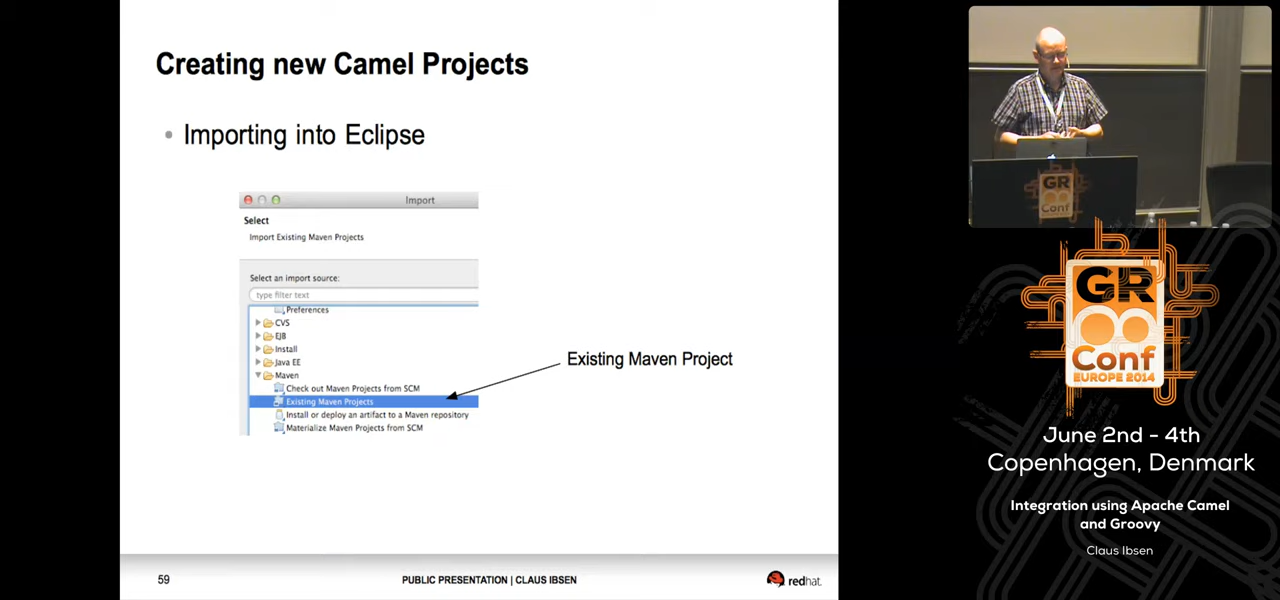 Creating new Camel Projects
Importing into Eclipse
Import
Select
Import Existing Maven Projects
Select an import source:
type filter text
Preferences
CVS
EJB
Install
Java EE
Maven
Check out Maven Projects from SCM
Existing Maven Projects
Install or deploy an artifact to a Maven repository
Materialize Maven Projects from SCM
Existing Maven Project
59
PUBLIC PRESENTATION | CLAUS IBSEN
redhat.
GR
Conf
GR
Conf
EUROPE 2014
June 2nd - 4th
Copenhagen, Denmark
Integration using Apache Camel
and Groovy
Claus Ibsen